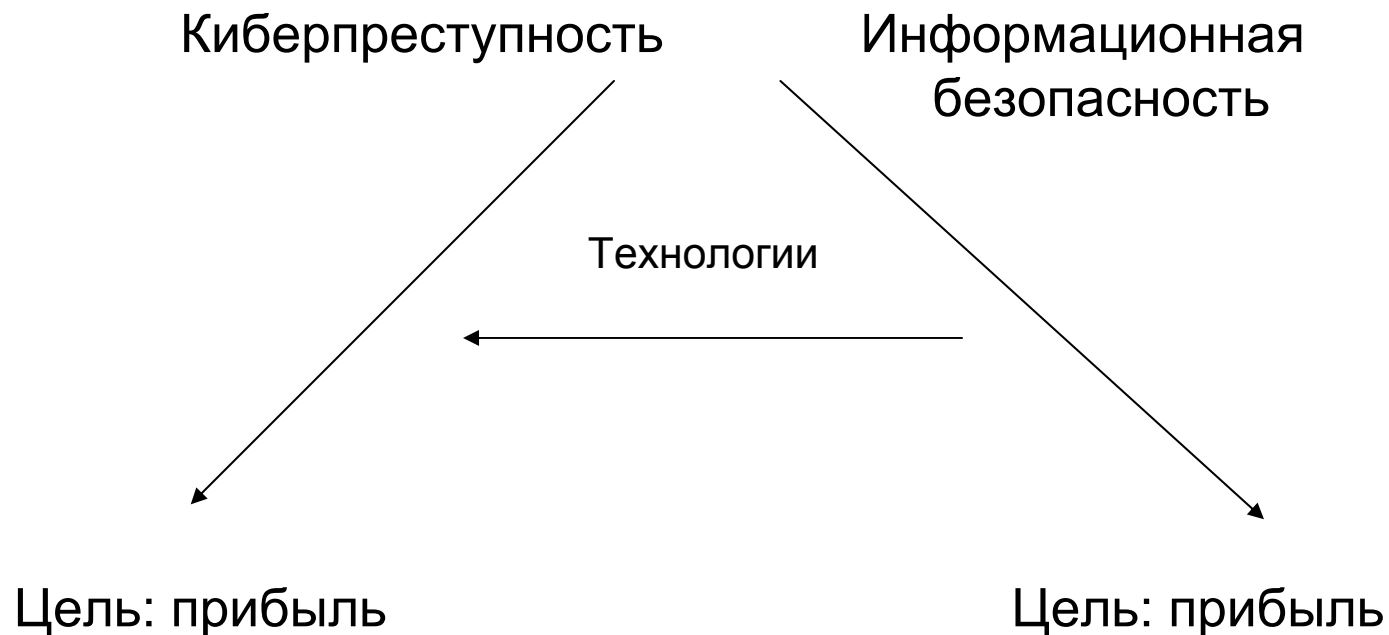 Киберпреступность
Информационная
безопасность
Технологии
Цель: прибыль
Цель: прибыль